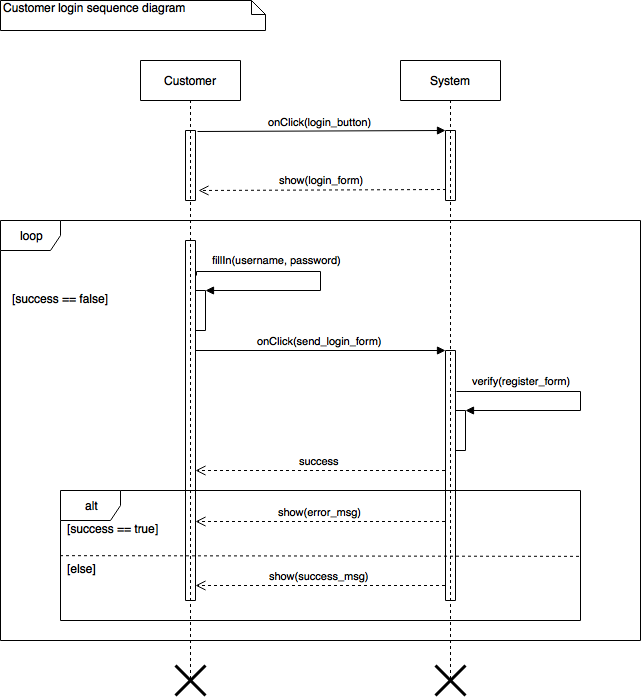 Customer login sequence diagram
Customer
System
onClick(login_button)
show(login_form)
loop
fillIn(username, password)
[success == false]
onClick(send_login_form)
verify(register_form)
success
alt
show(error_msg)
[success == true]
[else]
show(success_msg)